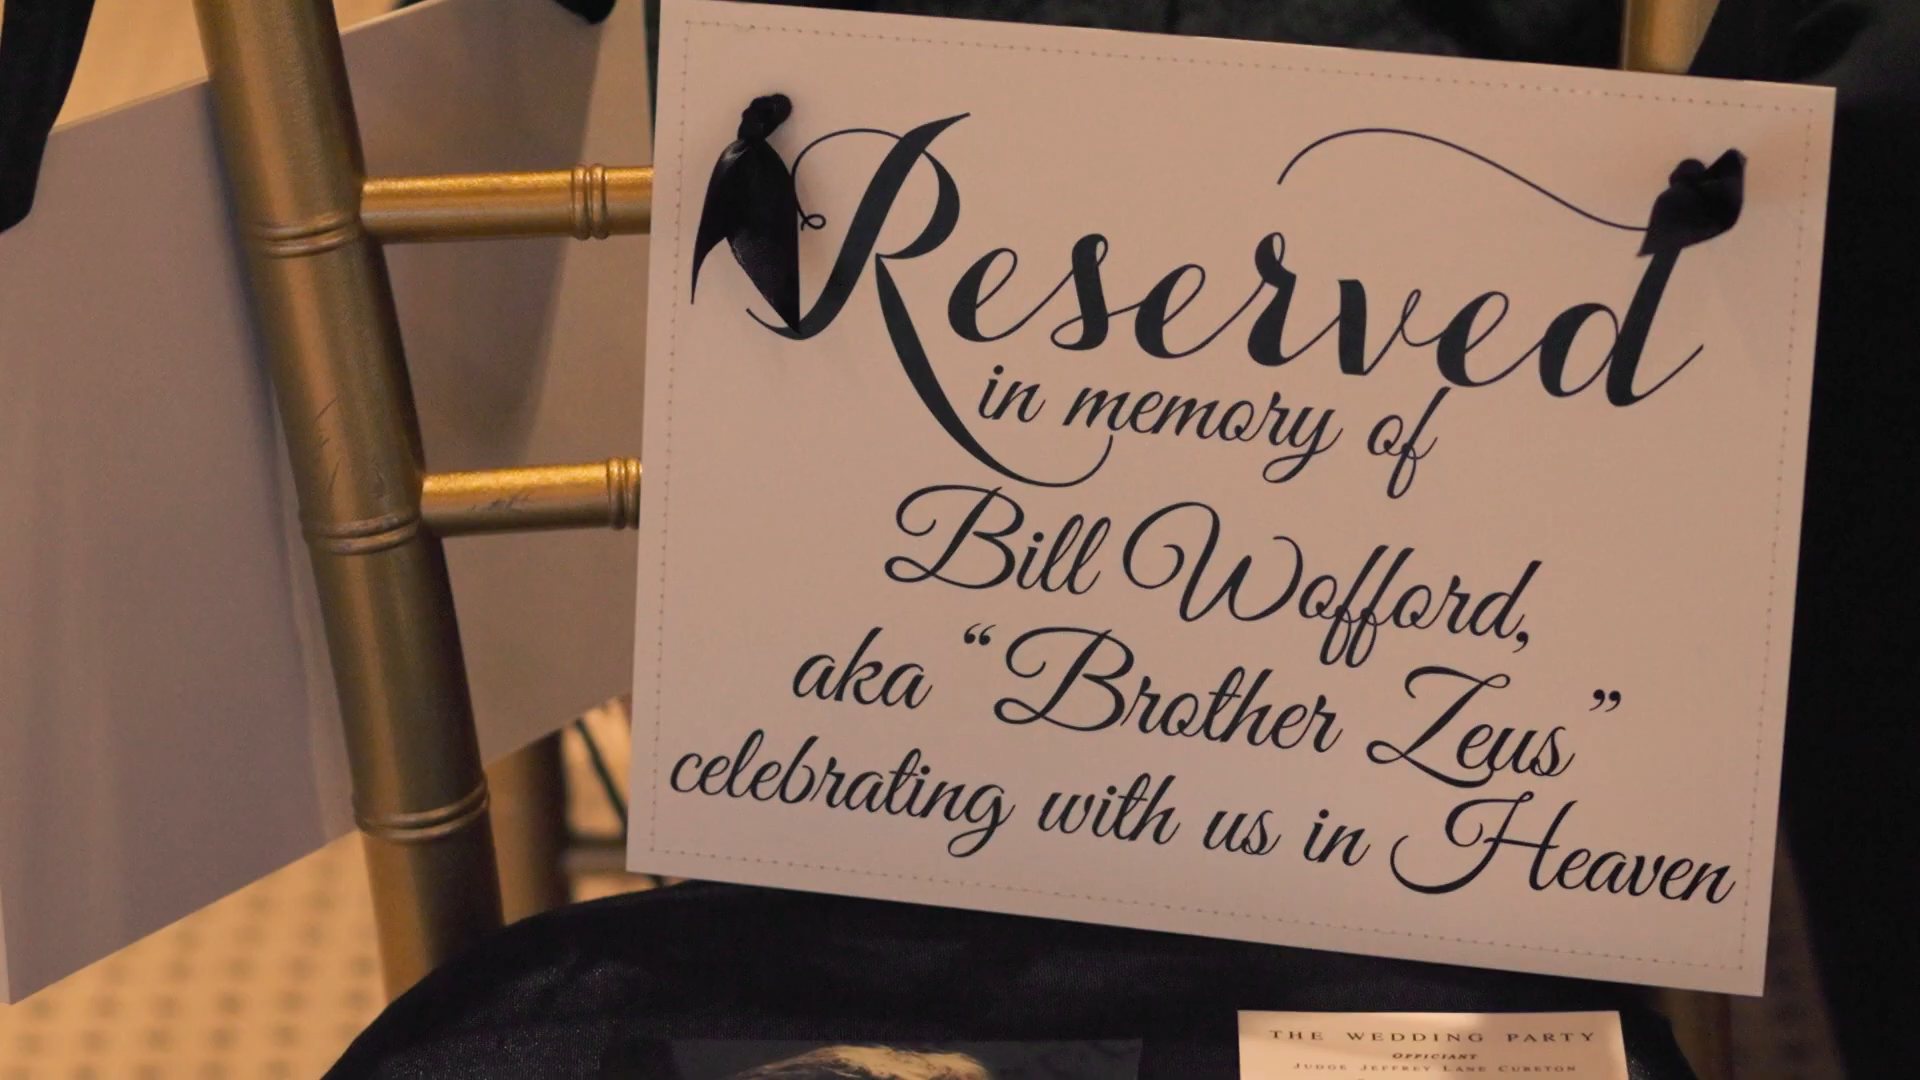 Reserved
in memory of
Bill Wofford,
aka “Brother Zeus”
celebrating with us in Heaven
THE WEDDING PARTY
OFFICIANT
JUDGE JEFFREY LANE CURETON